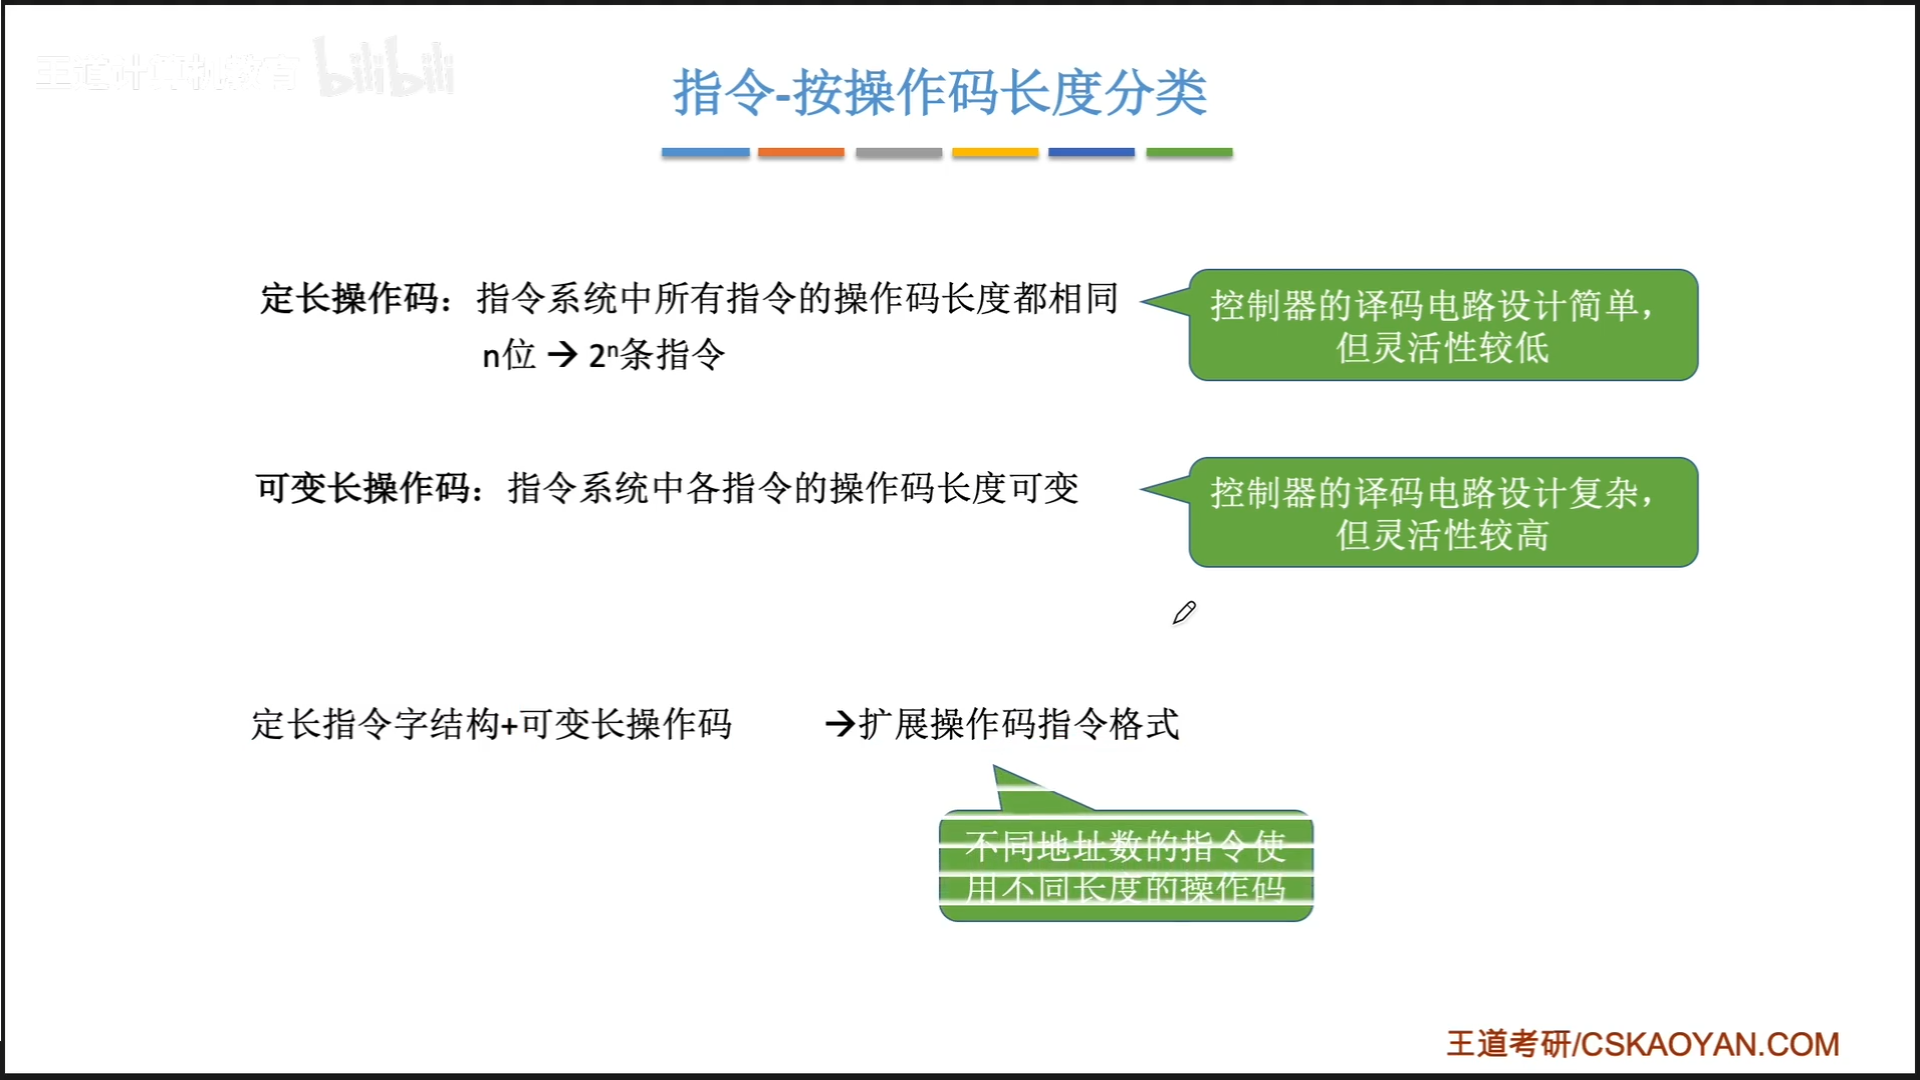 王道计算机教育 bilibili
指令-按操作码长度分类
定长操作码：指令系统中所有指令的操作码长度都相同
n位 → 2ⁿ条指令
控制器的译码电路设计简单，
但灵活性较低
可变长操作码：指令系统中各指令的操作码长度可变
控制器的译码电路设计复杂，
但灵活性较高
定长指令字结构+可变长操作码 →扩展操作码指令格式
不同地址数的指令使
用不同长度的操作码
王道考研/CSKAOYAN.COM